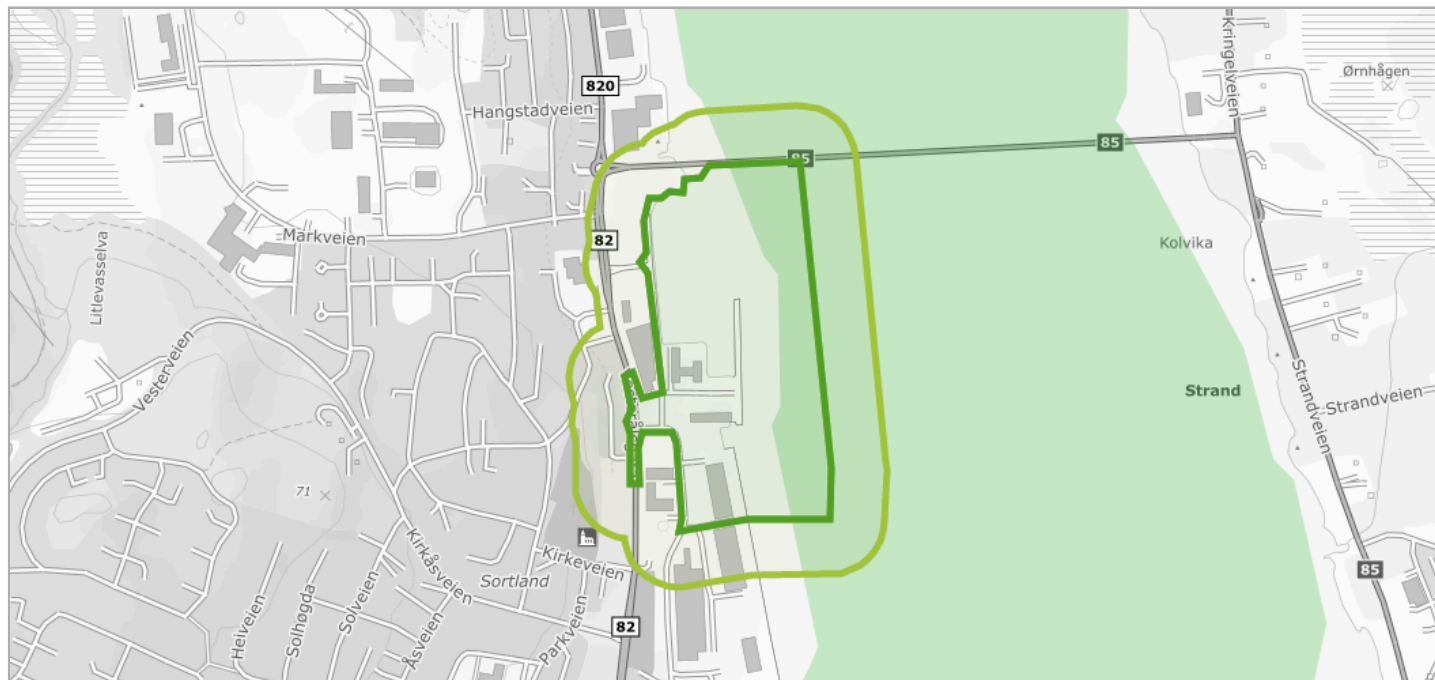 Kringelveien
Ørnhågen
820
Hangstadveien
85
85
Markveien
82
Kolvika
Litlevasselva
Vesterveien
Strand
Strandveien
Strandveien
71
Kirkåsveien
Kirkeveien
Sortland
85
Heiveien
Solhøgda
Solveien
Åsveien
Parkveien
82